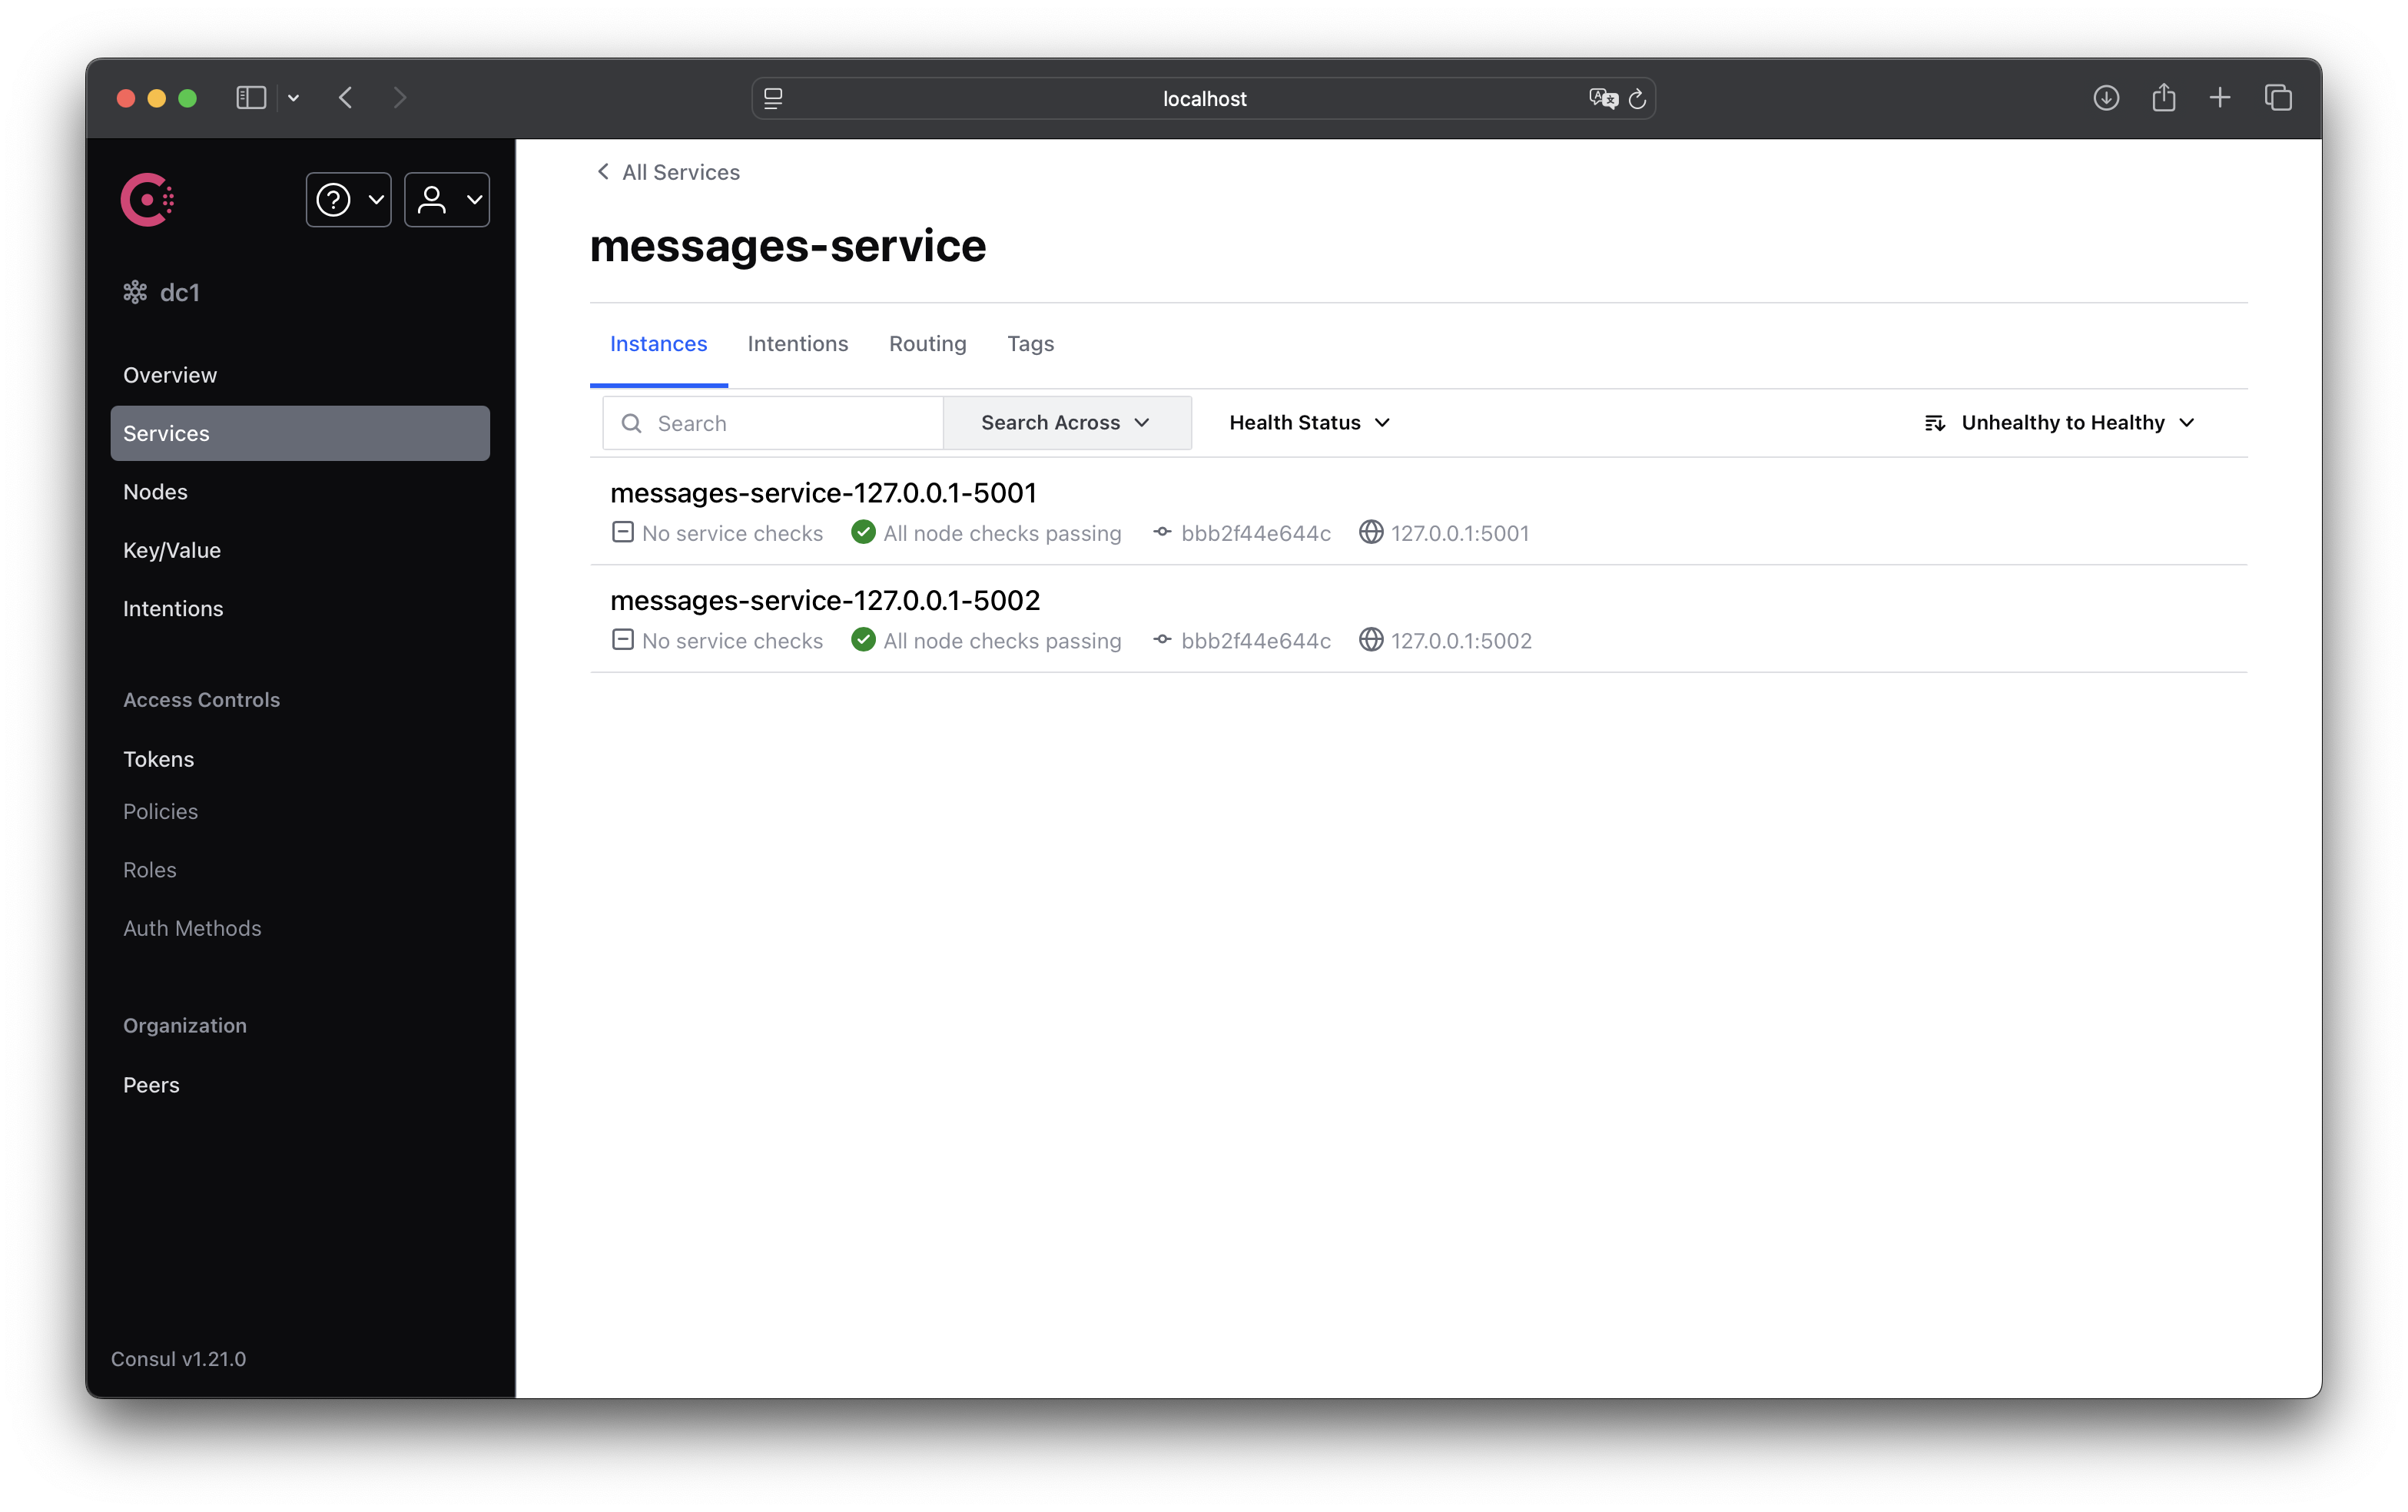 localhost
dc1
Overview
Services
Nodes
Key/Value
Intentions
Access Controls
Tokens
Policies
Roles
Auth Methods
Organization
Peers
Consul v1.21.0
All Services
messages-service
Instances Intentions Routing Tags
Search Search Across Health Status Unhealthy to Healthy
messages-service-127.0.0.1-5001
No service checks All node checks passing bbb2f44e644c 127.0.0.1:5001
messages-service-127.0.0.1-5002
No service checks All node checks passing bbb2f44e644c 127.0.0.1:5002